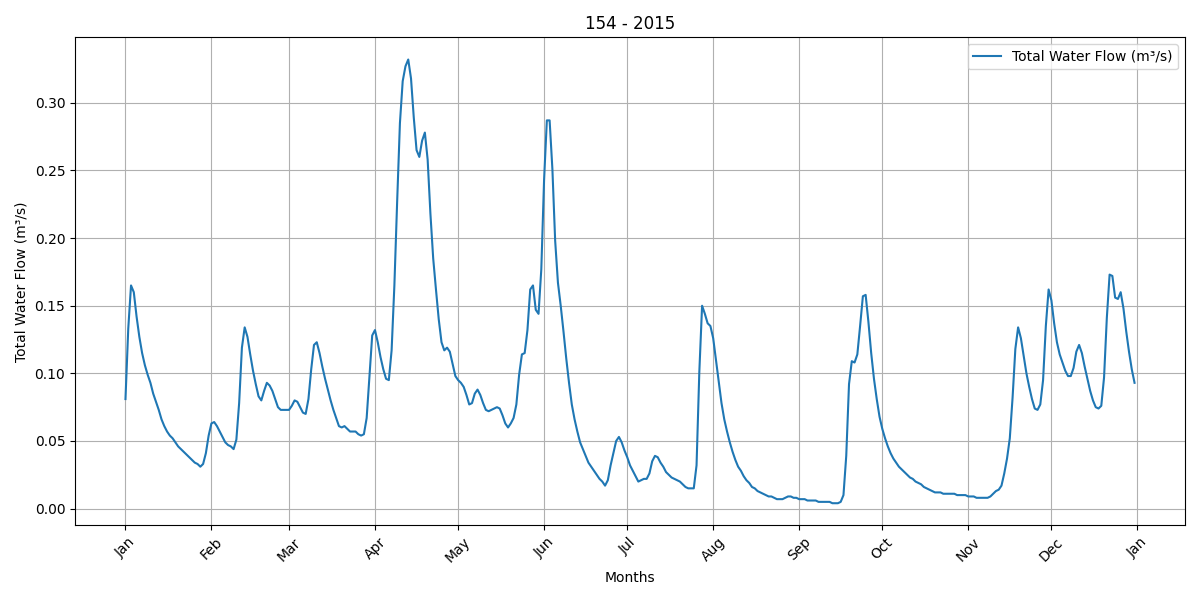 154 - 2015
Total Water Flow (m³/s)
Total Water Flow (m³/s)
0.30
0.25
0.20
0.15
0.10
0.05
0.00
Jan Feb Mar Apr May Jun Jul Aug Sep Oct Nov Dec Jan
Months